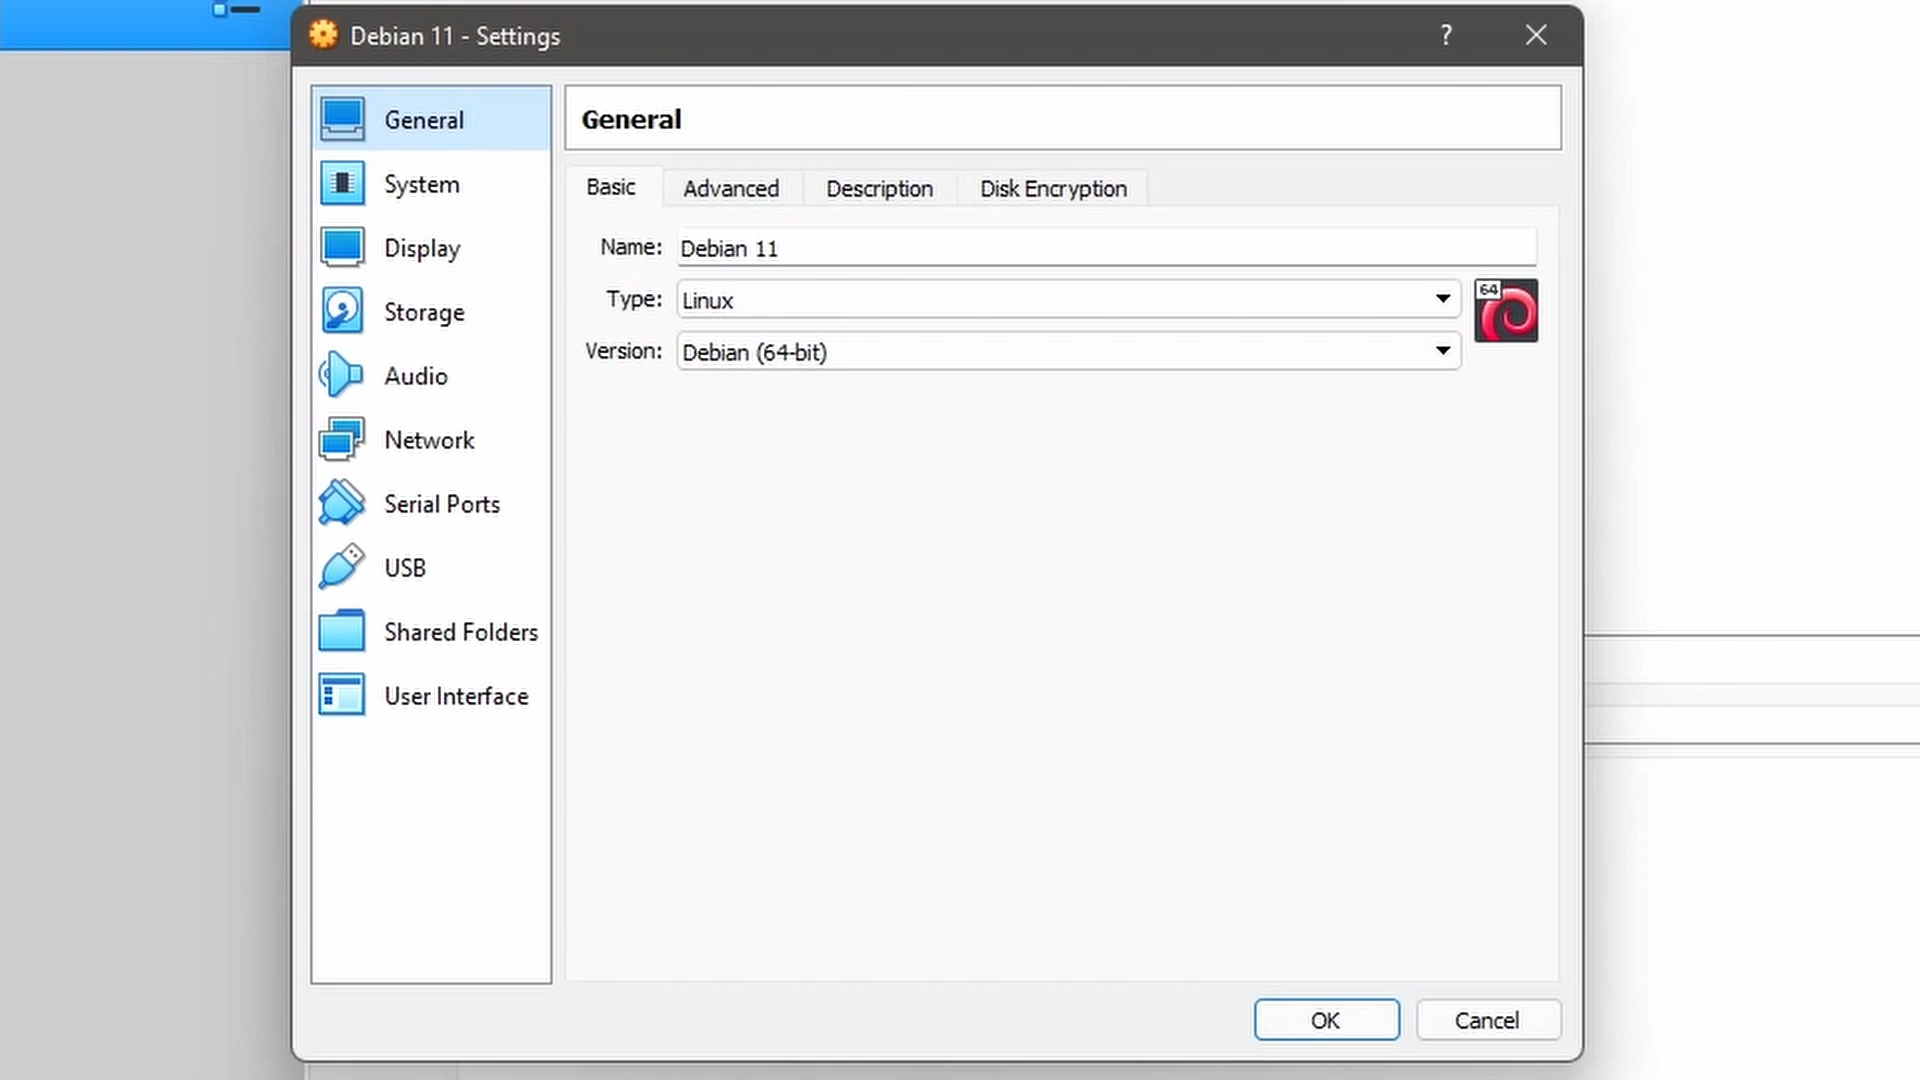 Debian 11 - Settings
?
General
System
Display
Storage
Audio
Network
Serial Ports
USB
Shared Folders
User Interface
General
Basic
Advanced
Description
Disk Encryption
Name: Debian 11
Type: Linux
64
Version: Debian (64-bit)
OK
Cancel